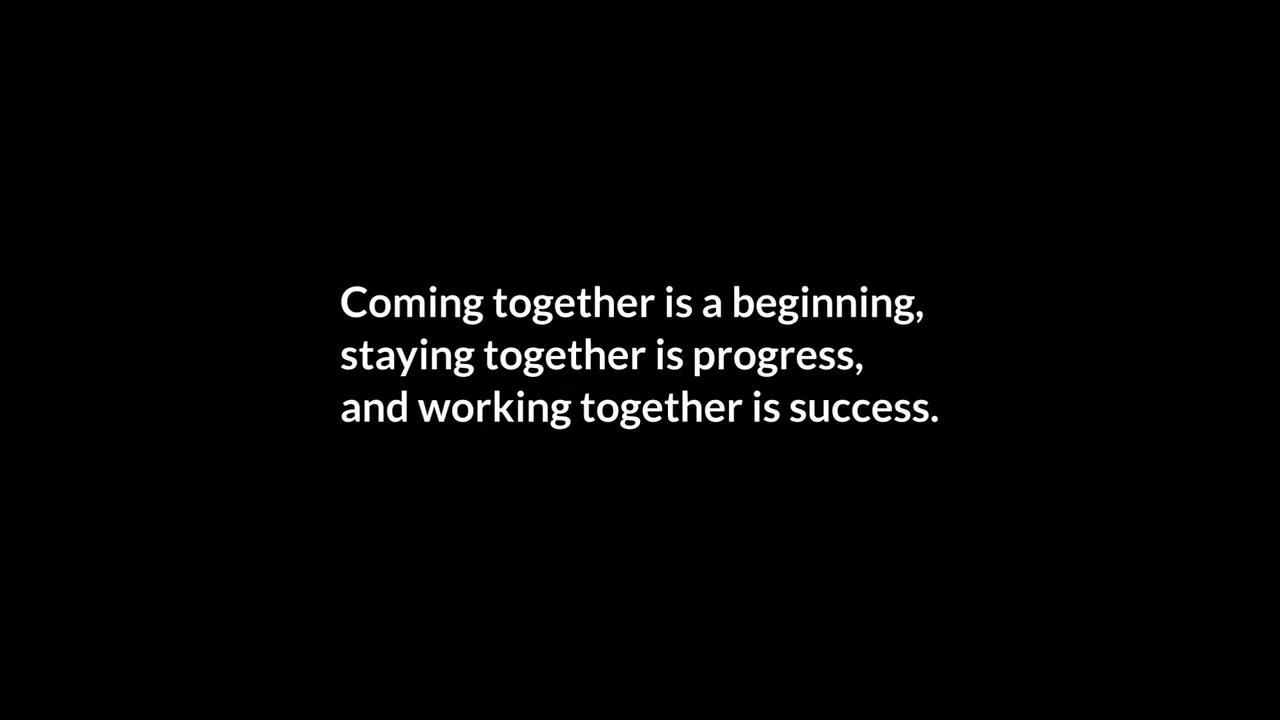 Coming together is a beginning,
staying together is progress,
and working together is success.